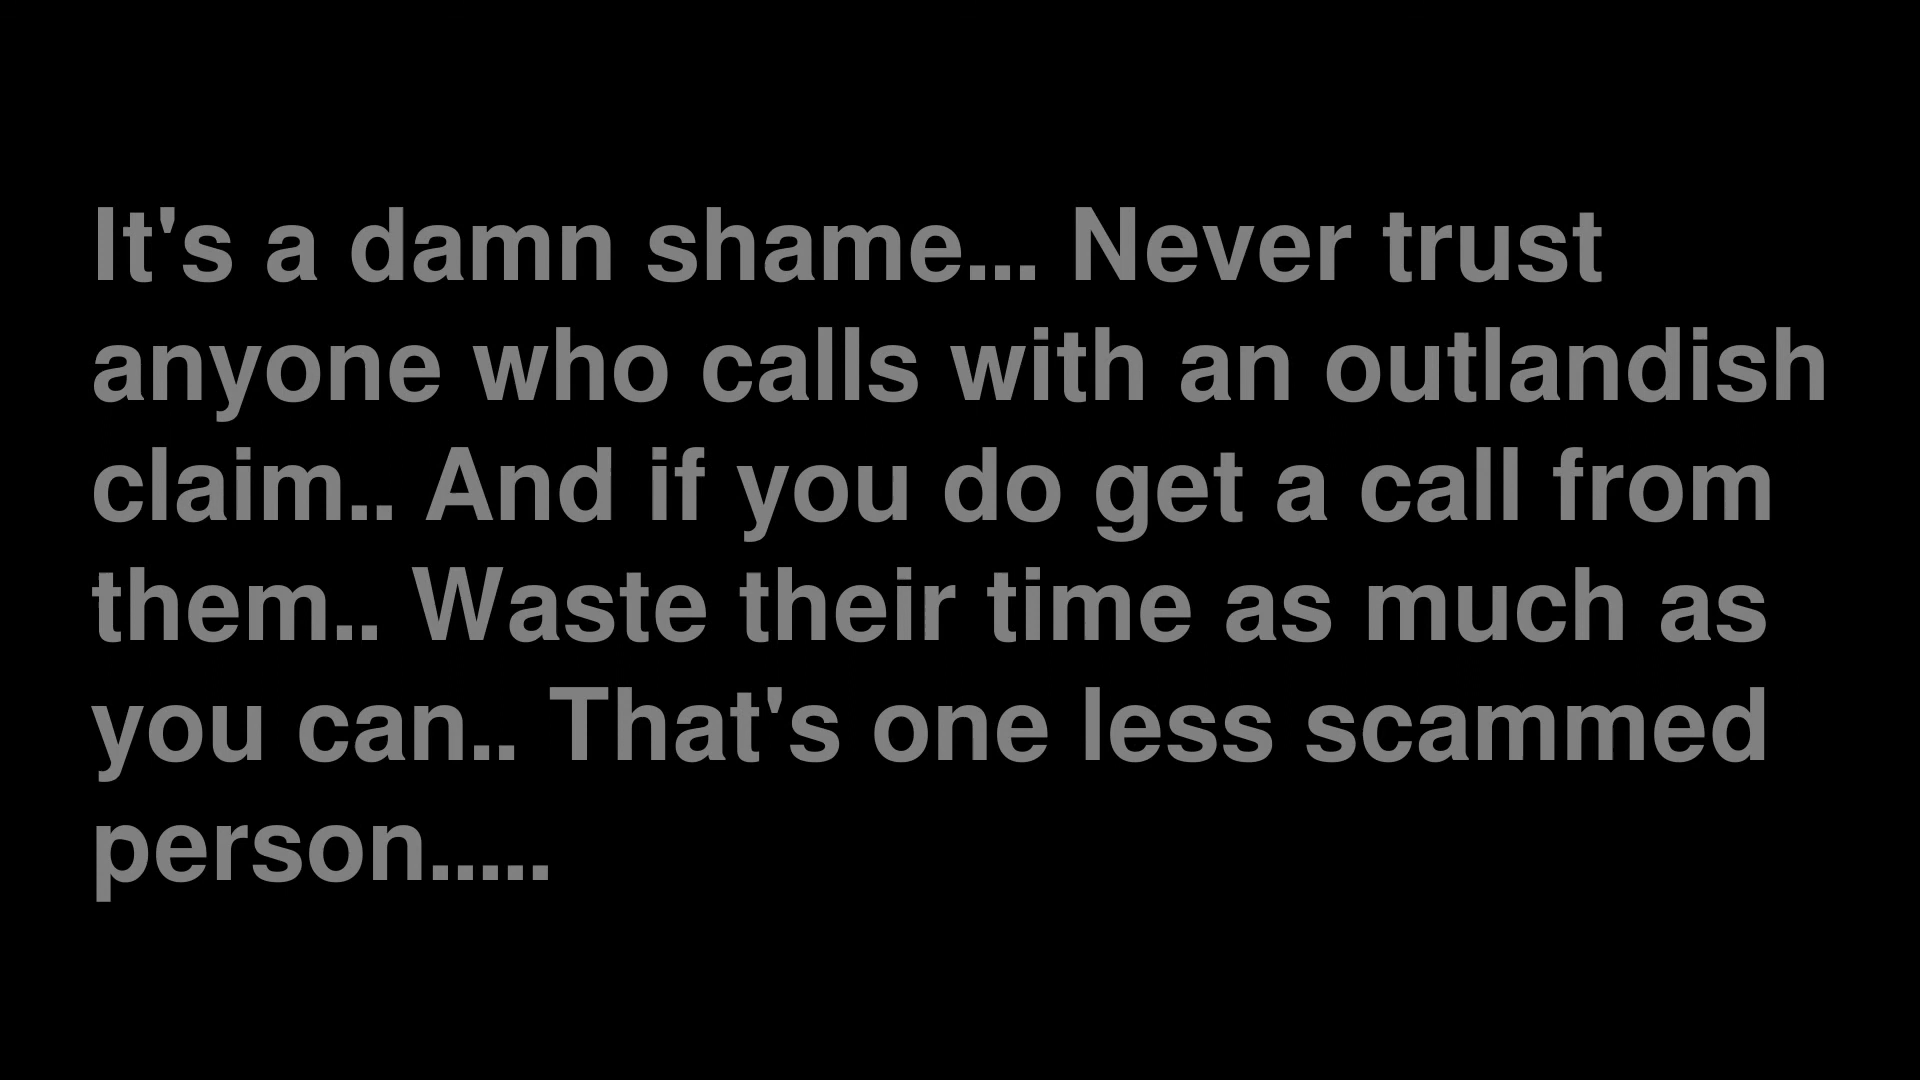 It's a damn shame... Never trust
anyone who calls with an outlandish
claim.. And if you do get a call from
them.. Waste their time as much as
you can.. That's one less scammed
person.....